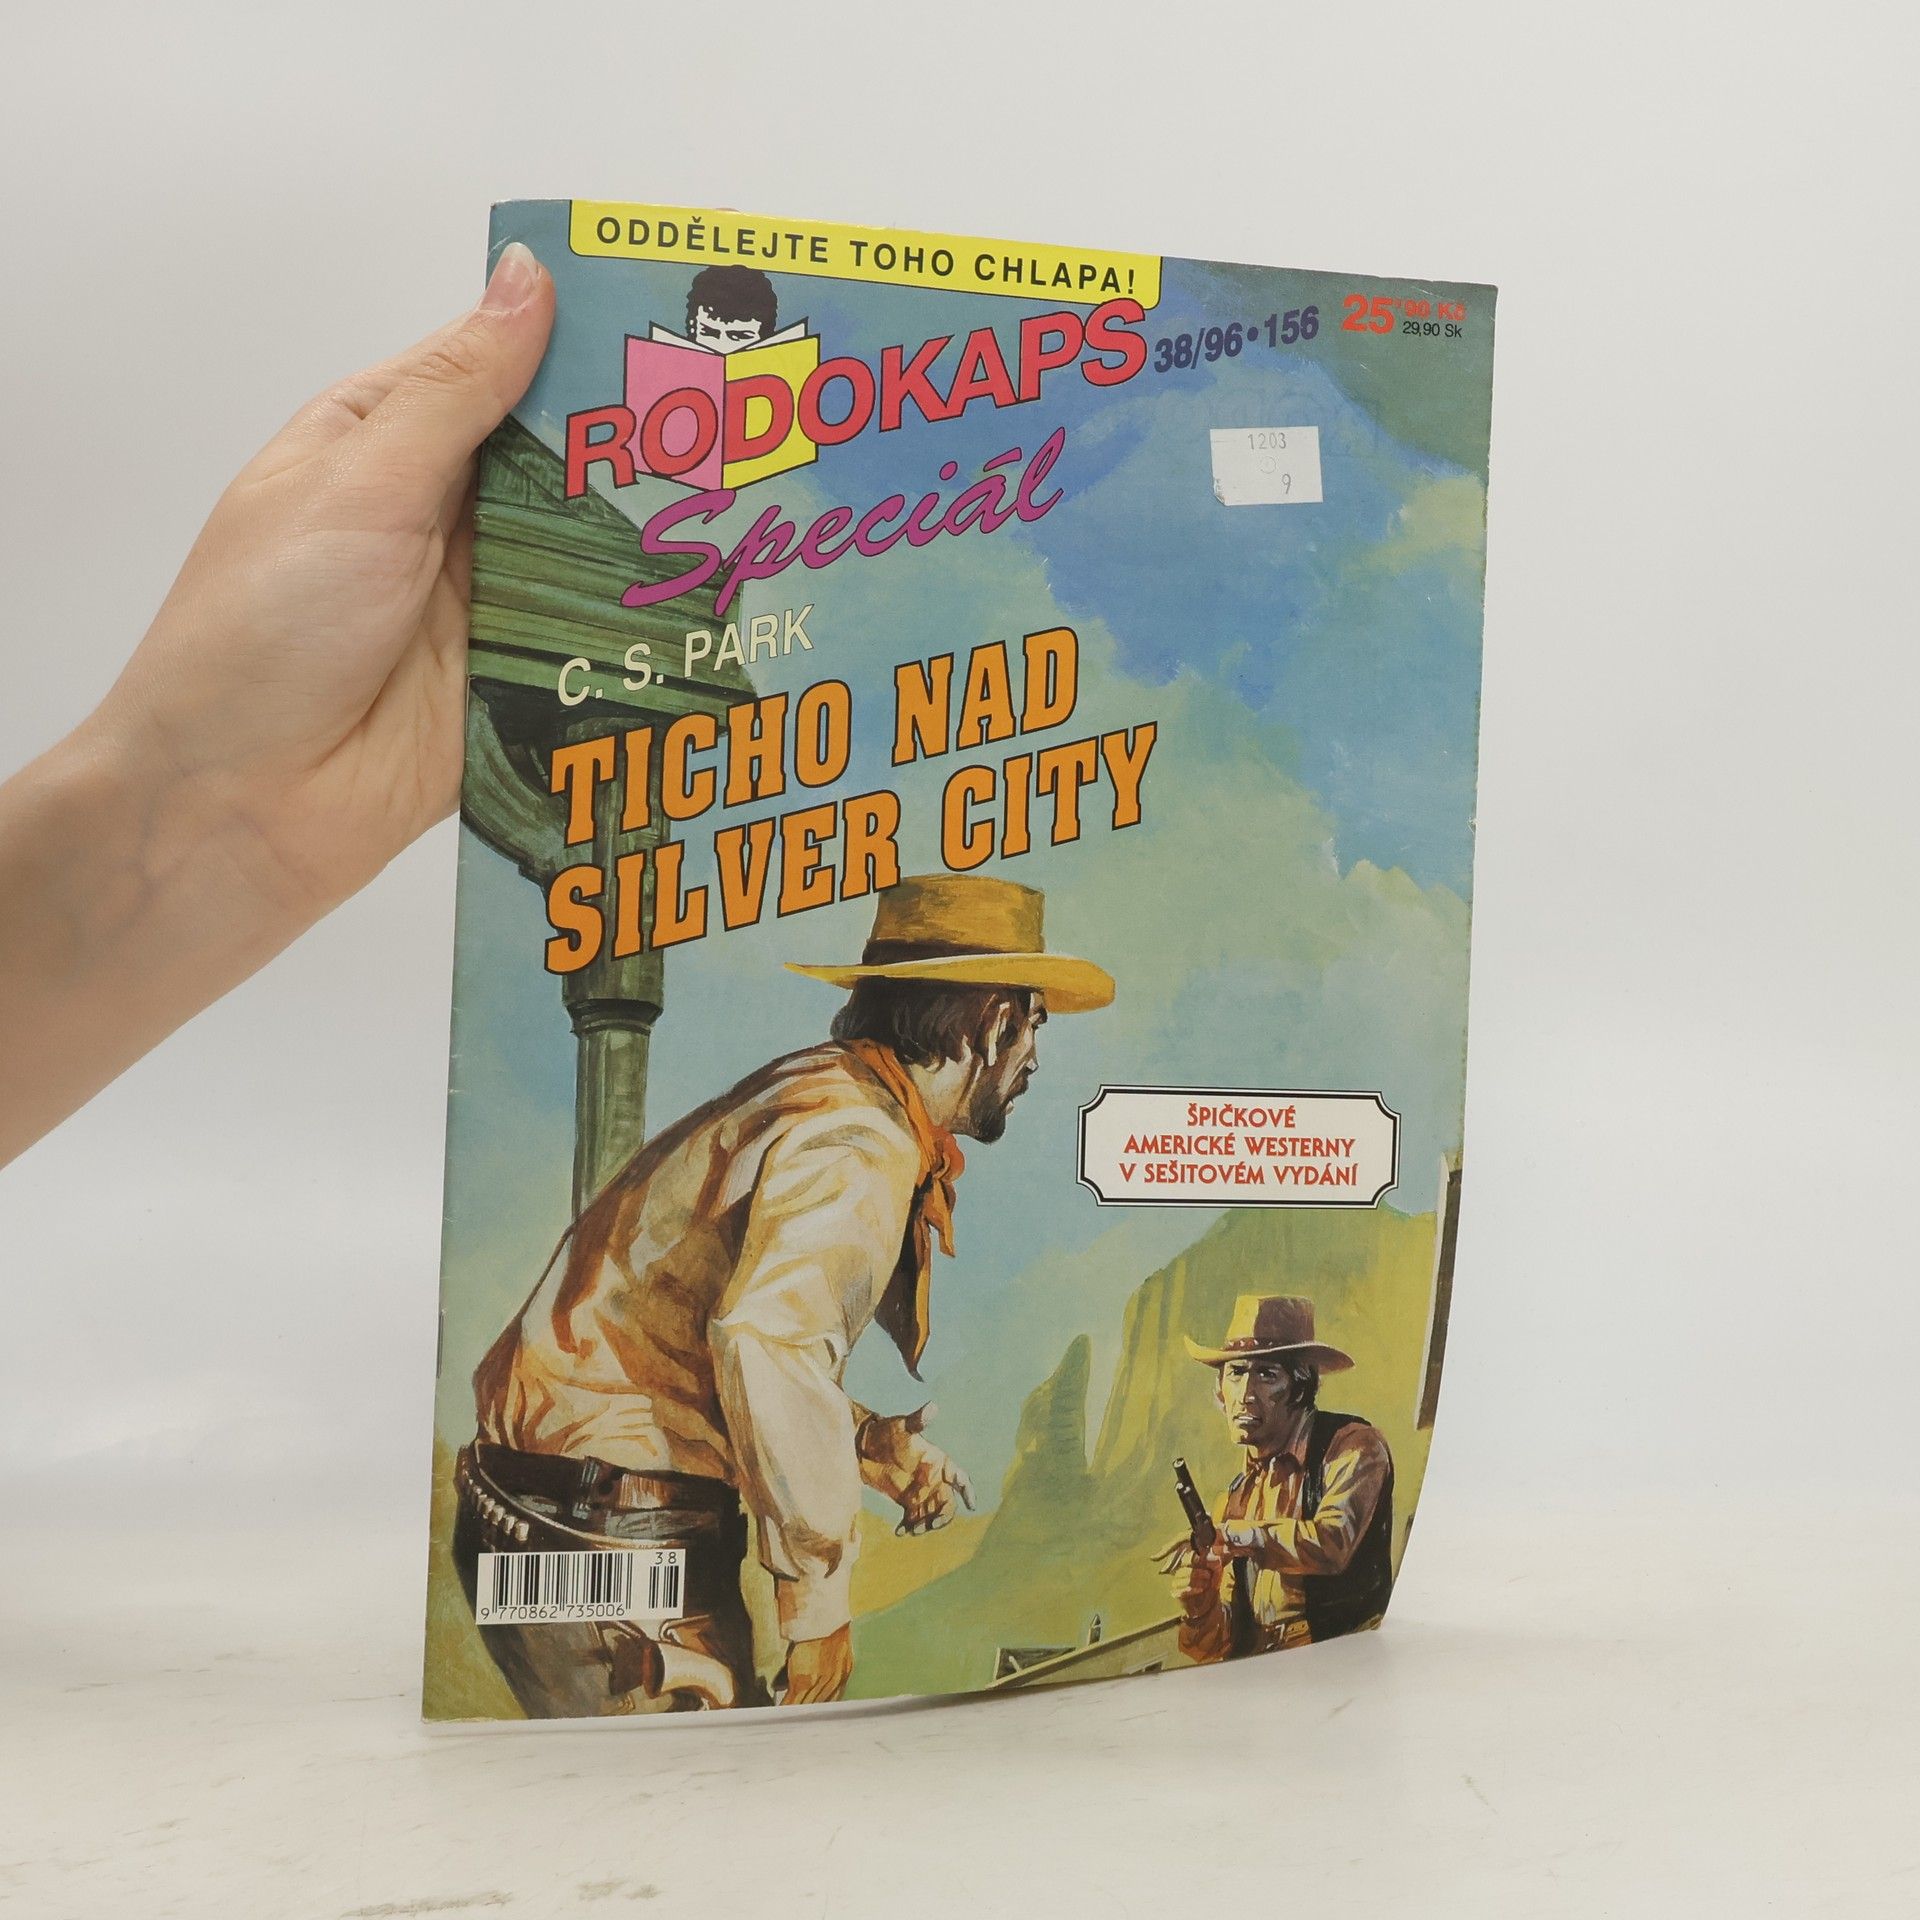 ODDĚLEJTE TOHO CHLAPA!
RODOKAPS 38/96•156 25'90 Kč
29,90 Sk
Speciál
1203
9
C. S. PARK
TICHO NAD
SILVER CITY
ŠPIČKOVÉ
AMERICKÉ WESTERNY
V SEŠITOVÉM VYDÁNÍ
38
9 770862 735006